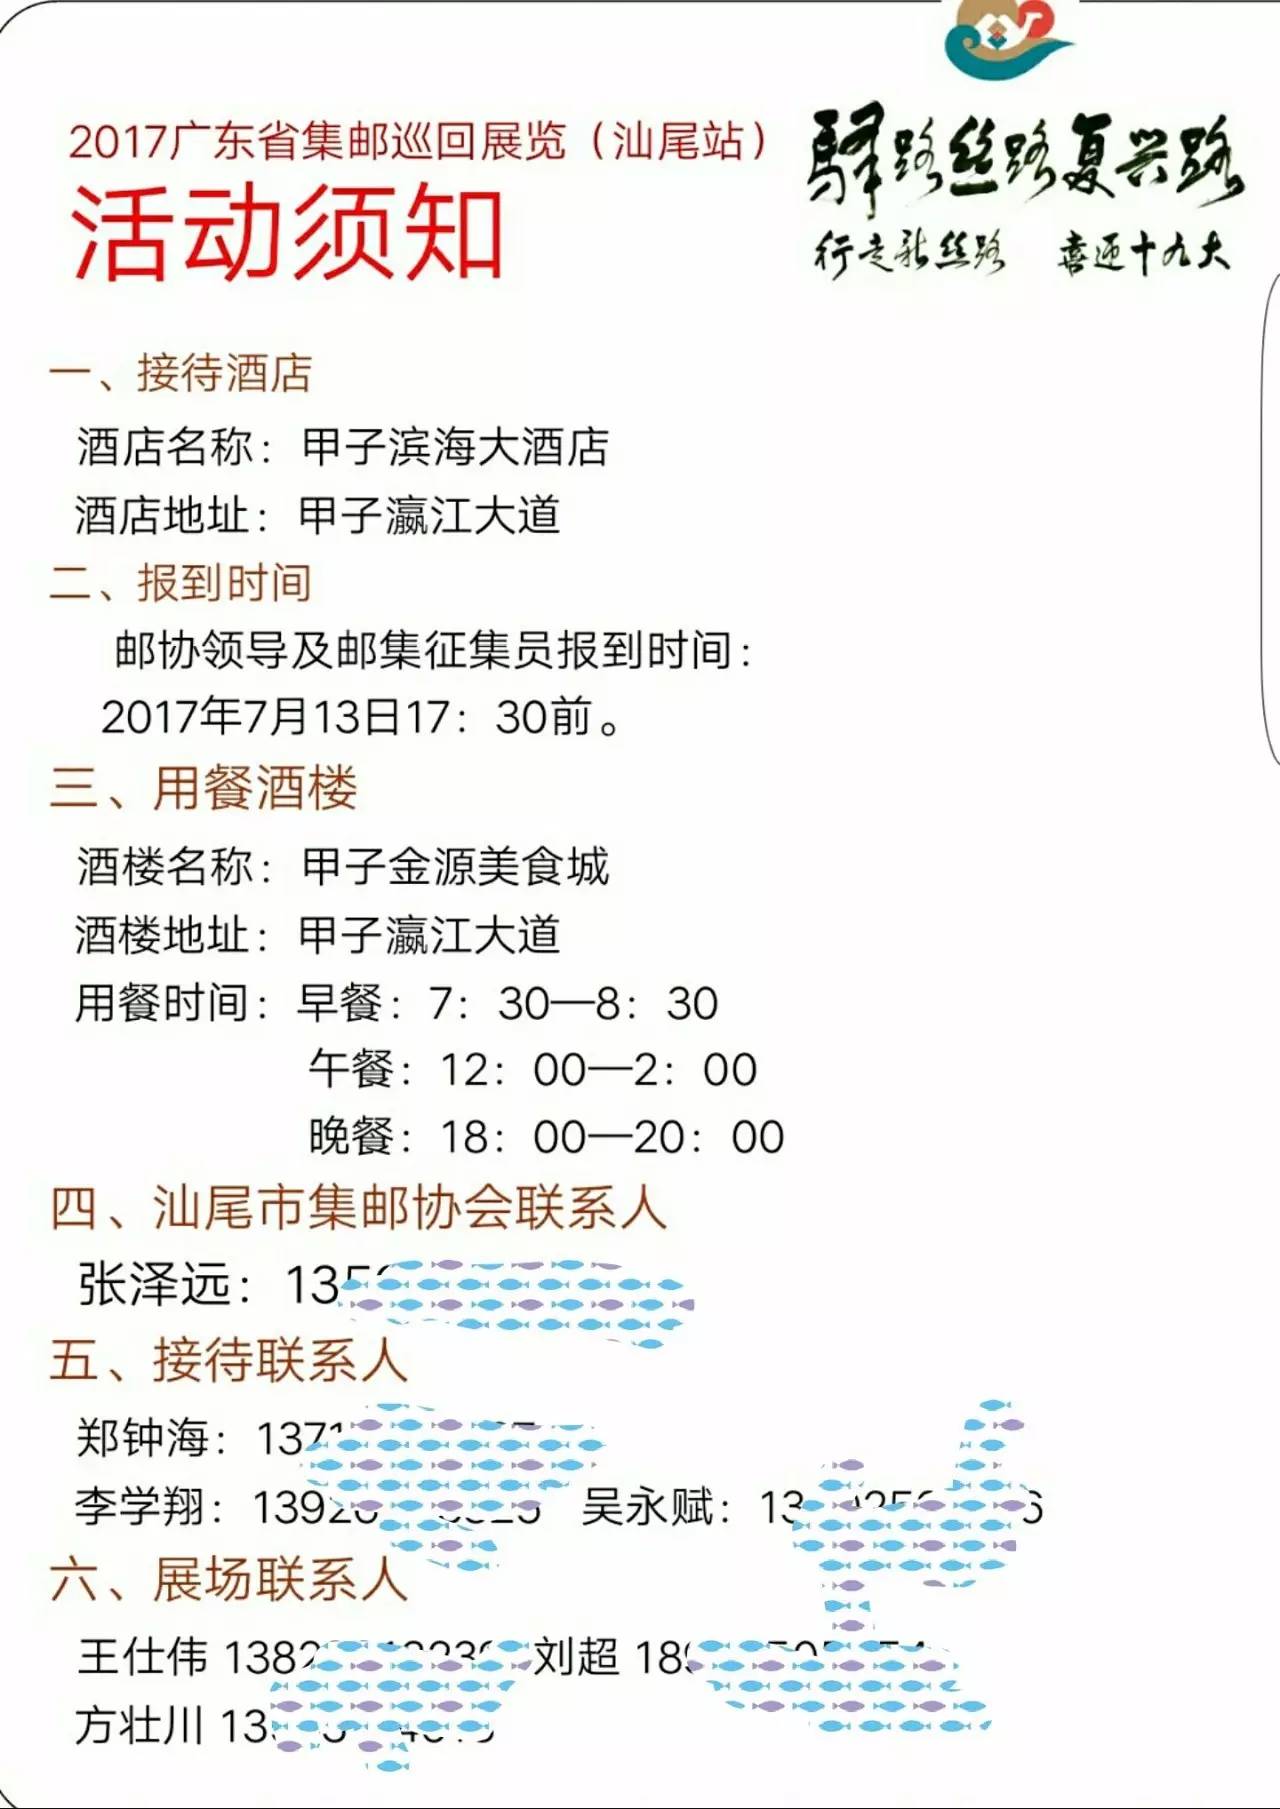 2017广东省集邮巡回展览（汕尾站）
活动须知
驿路丝路复兴路
行走新丝路 喜迎十九大
一、接待酒店
酒店名称：甲子滨海大酒店
酒店地址：甲子瀛江大道
二、报到时间
邮协领导及邮集征集员报到时间：
2017年7月13日17：30前。
三、用餐酒楼
酒楼名称：甲子金源美食城
酒楼地址：甲子瀛江大道
用餐时间：早餐：7：30—8：30
午餐：12：00—2：00
晚餐：18：00—20：00
四、汕尾市集邮协会联系人
张泽远：13
五、接待联系人
郑钟海：137
李学翔：1392 吴永赋：13
六、展场联系人
王仕伟 138 刘超 18
方壮川 13